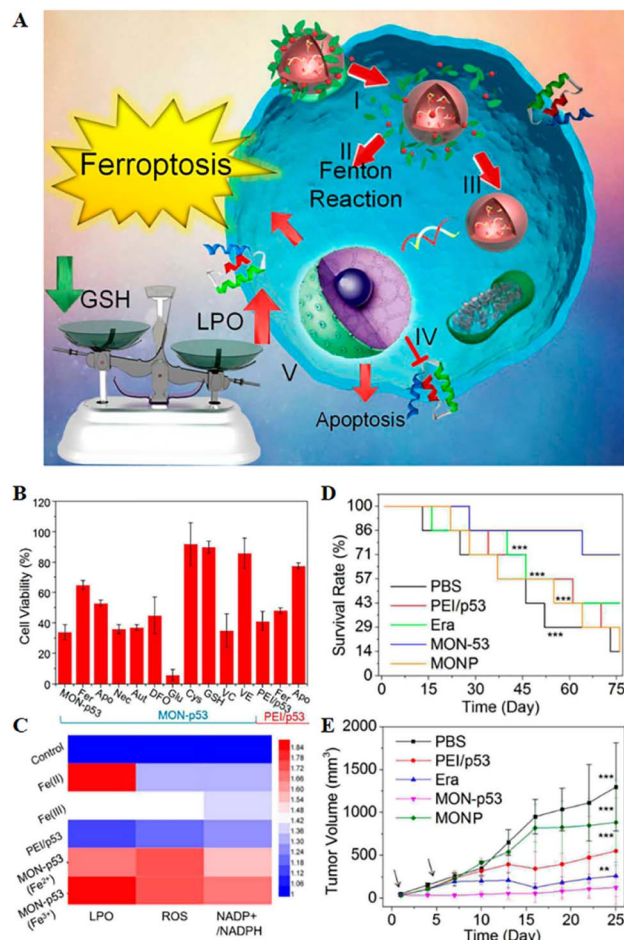 A
I
II
Fenton
Reaction
III
Ferroptosis
GSH
LPO
IV
V
Apoptosis
B
Cell Viability (%)
120
100
80
60
40
20
0
MON-p53
Fer
Apo
Nec
Aut
DFO
Glu
Cys
GSH
VC
VE
PEI/p53
Fer
Apo
MON-p53
PEI/p53
C
Control
Fe(II)
Fe(III)
PEI/p53
MON-p53
(Fe²⁺)
MON-p53
(Fe³⁺)
LPO
ROS
NADP+
/NADPH
1.84
1.78
1.72
1.66
1.60
1.54
1.48
1.42
1.36
1.30
1.24
1.18
1.12
1.06
1
D
Survival Rate (%)
100
86
71
57
43
29
14
0
***
***
***
***
PBS
PEI/p53
Era
MON-53
MONP
0 15 30 45 60 75
Time (Day)
E
Tumor Volume (mm³)
2000
1500
1000
500
0
PBS
PEI/p53
Era
MON-p53
MONP
***
***
***
**
0 5 10 15 20 25
Time (Day)